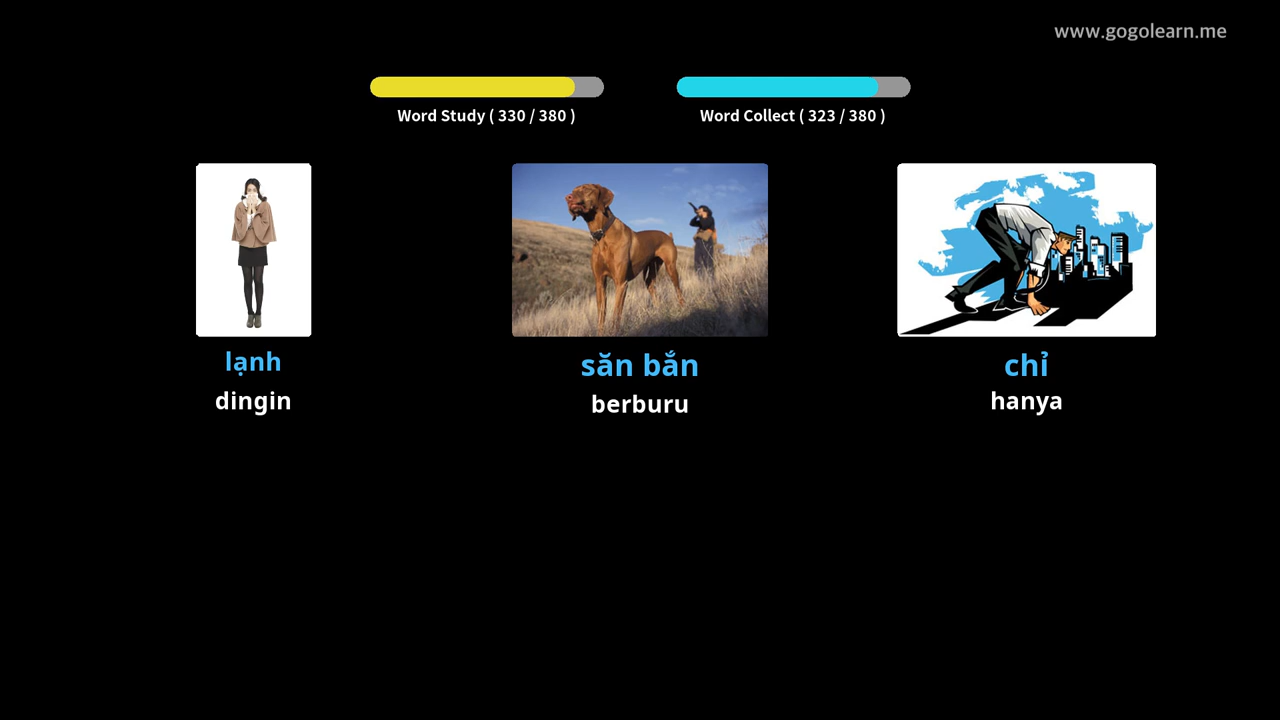 www.gogolearn.me
Word Study ( 330 / 380 )
Word Collect ( 323 / 380 )
lạnh
dingin
săn bắn
berburu
chỉ
hanya